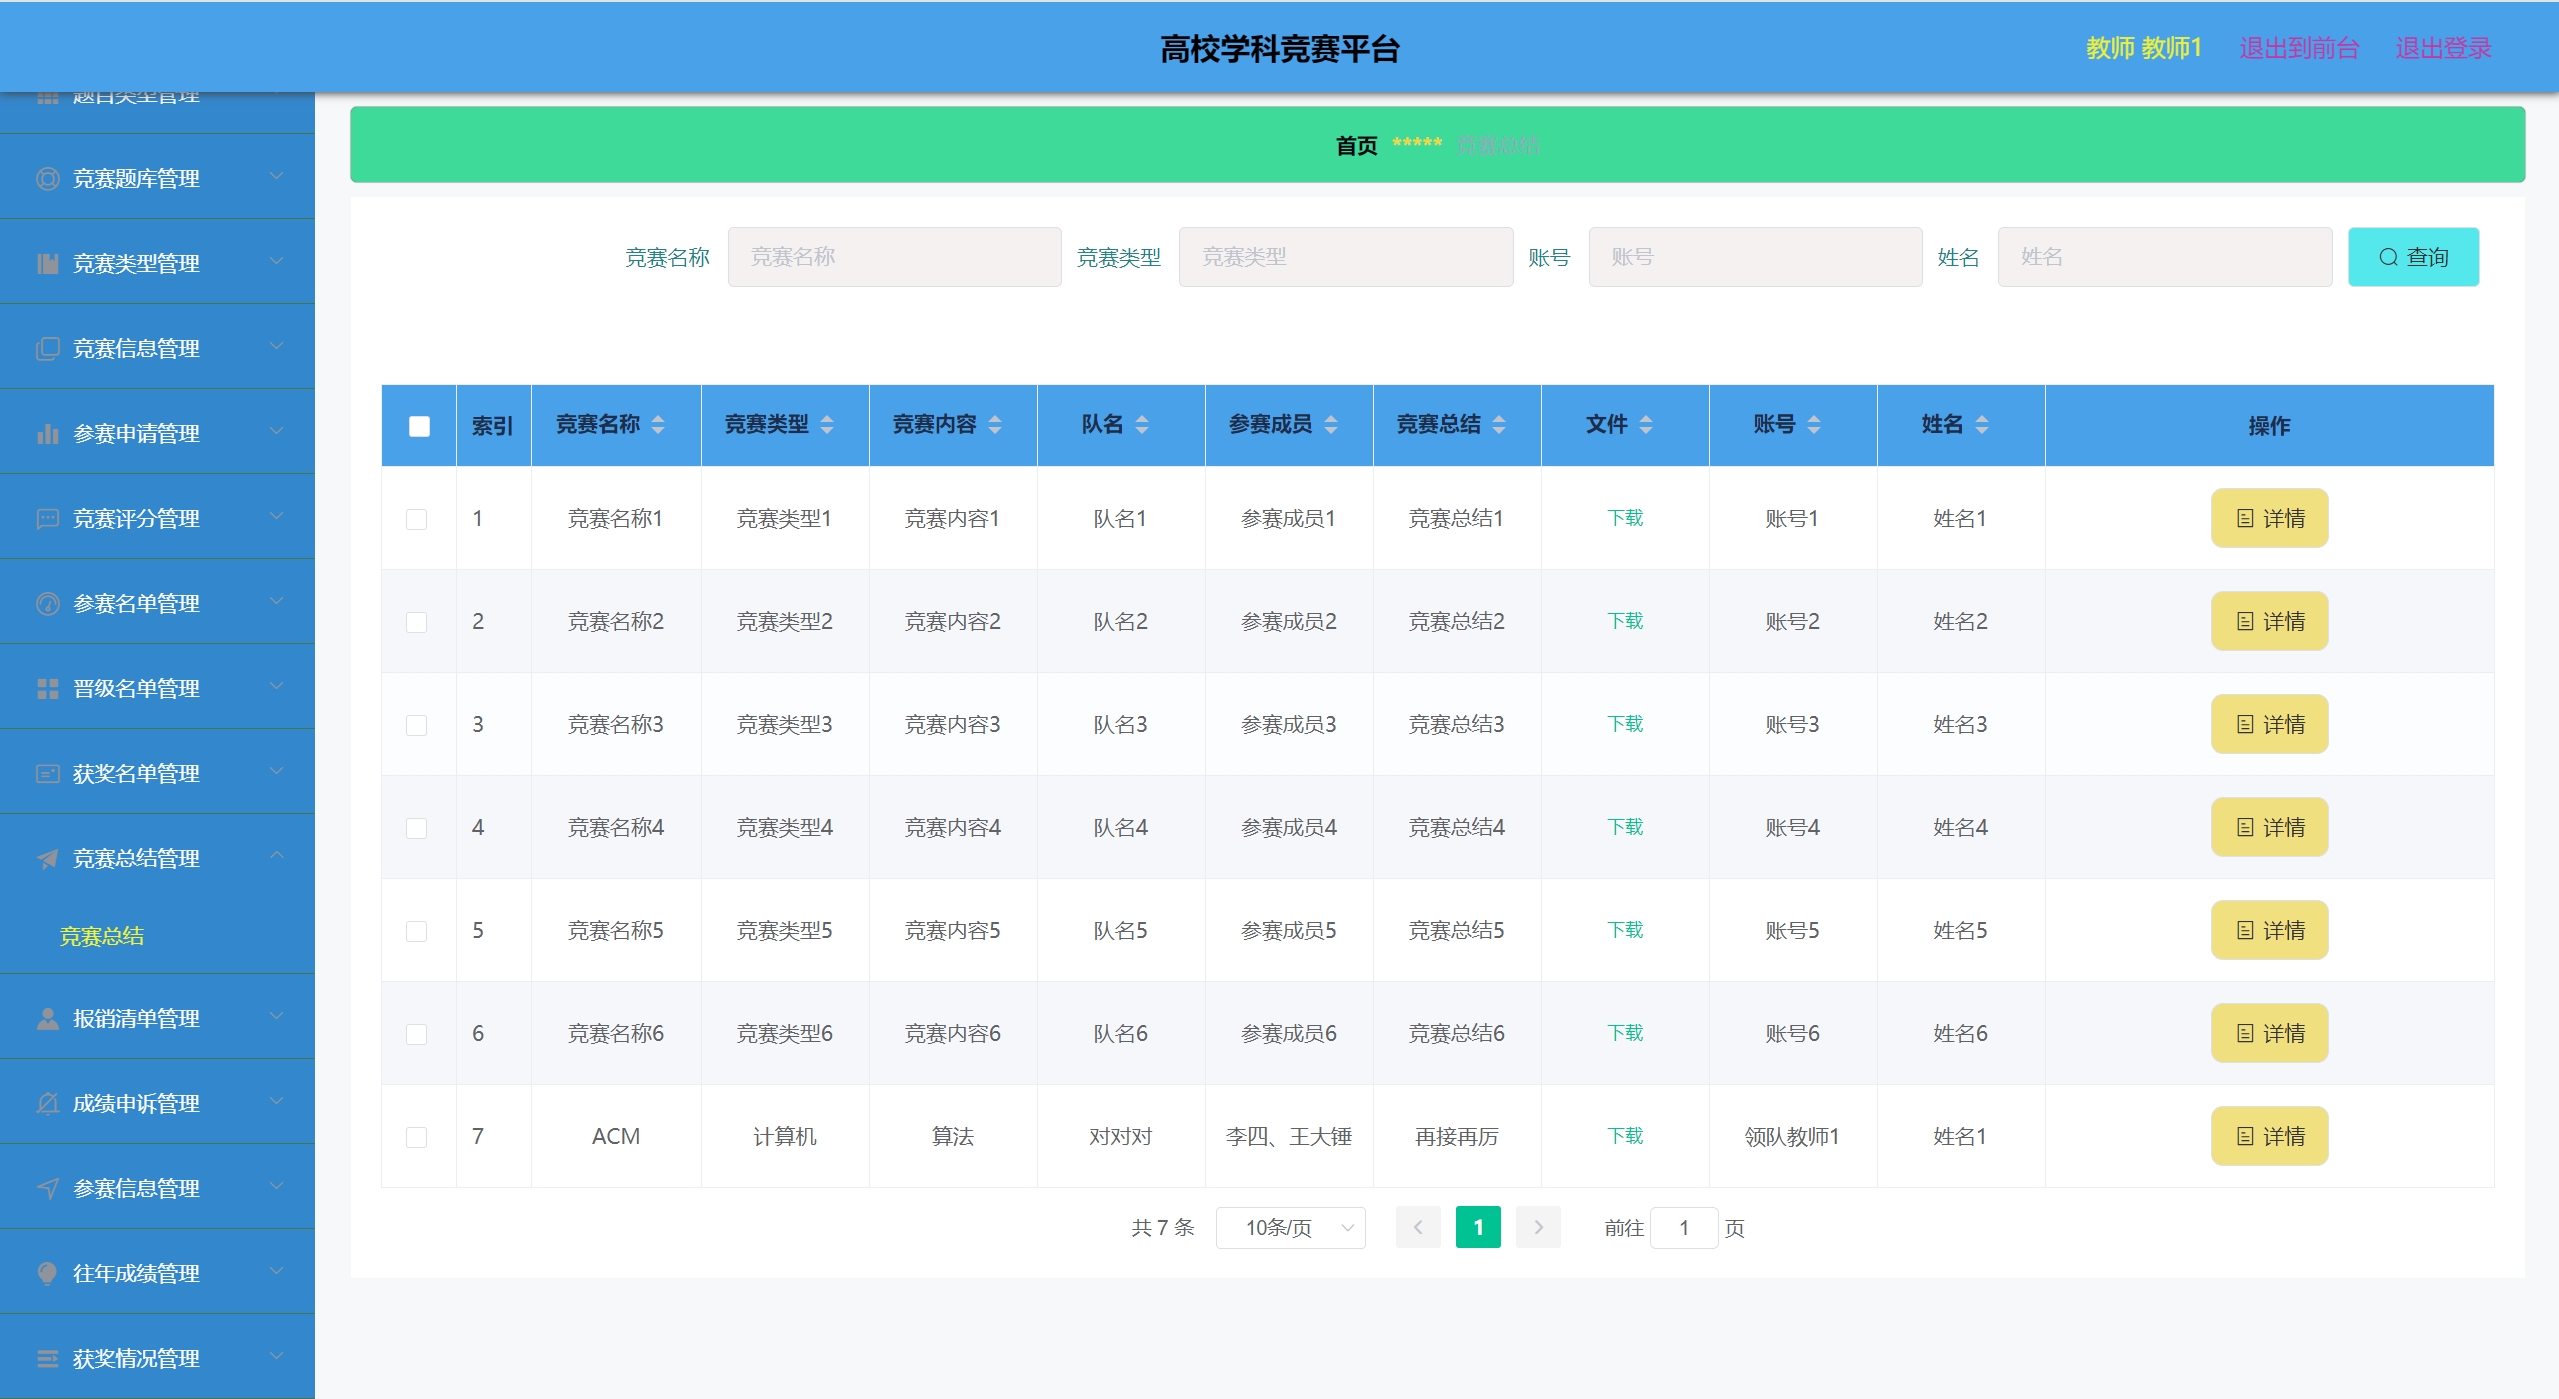 高校学科竞赛平台
教师 教师1 退出到前台 退出登录
题目类型管理
竞赛题库管理
竞赛类型管理
竞赛信息管理
参赛申请管理
竞赛评分管理
参赛名单管理
晋级名单管理
获奖名单管理
竞赛总结管理
竞赛总结
报销清单管理
成绩申诉管理
参赛信息管理
往年成绩管理
获奖情况管理
首页 ***** 竞赛总结
竞赛名称 竞赛名称 竞赛类型 竞赛类型 账号 账号 姓名 姓名 查询
索引 竞赛名称 竞赛类型 竞赛内容 队名 参赛成员 竞赛总结 文件 账号 姓名 操作
1 竞赛名称1 竞赛类型1 竞赛内容1 队名1 参赛成员1 竞赛总结1 下载 账号1 姓名1 详情
2 竞赛名称2 竞赛类型2 竞赛内容2 队名2 参赛成员2 竞赛总结2 下载 账号2 姓名2 详情
3 竞赛名称3 竞赛类型3 竞赛内容3 队名3 参赛成员3 竞赛总结3 下载 账号3 姓名3 详情
4 竞赛名称4 竞赛类型4 竞赛内容4 队名4 参赛成员4 竞赛总结4 下载 账号4 姓名4 详情
5 竞赛名称5 竞赛类型5 竞赛内容5 队名5 参赛成员5 竞赛总结5 下载 账号5 姓名5 详情
6 竞赛名称6 竞赛类型6 竞赛内容6 队名6 参赛成员6 竞赛总结6 下载 账号6 姓名6 详情
7 ACM 计算机 算法 对对对 李四、王大锤 再接再厉 下载 领队教师1 姓名1 详情
共 7 条 10条/页 1 前往 1 页